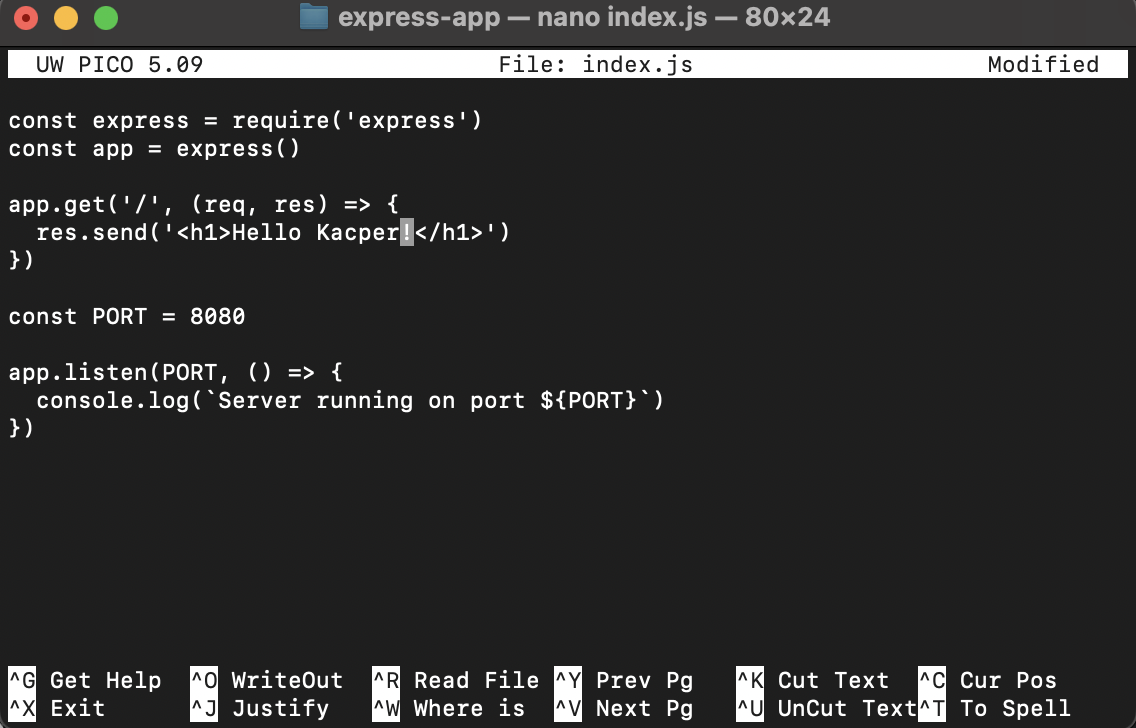 express-app — nano index.js — 80×24
UW PICO 5.09 File: index.js Modified
const express = require('express')
const app = express()
app.get('/', (req, res) => {
  res.send('<h1>Hello Kacper!</h1>')
})
const PORT = 8080
app.listen(PORT, () => {
  console.log(`Server running on port ${PORT}`)
})
^G Get Help ^O WriteOut ^R Read File ^Y Prev Pg ^K Cut Text ^C Cur Pos
^X Exit ^J Justify ^W Where is ^V Next Pg ^U UnCut Text ^T To Spell